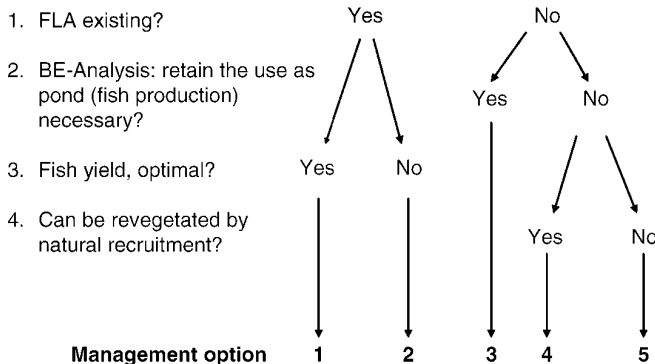 1. FLA existing? Yes No
2. BE-Analysis: retain the use as
pond (fish production) Yes No
necessary?
3. Fish yield, optimal? Yes No
4. Can be revegetated by
natural recruitment? Yes No
Management option 1 2 3 4 5